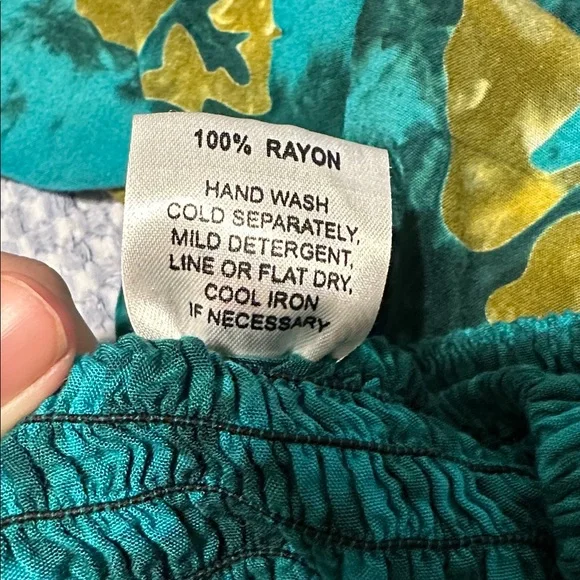 100% RAYON
HAND WASH
COLD SEPARATELY,
MILD DETERGENT,
LINE OR FLAT DRY,
COOL IRON
IF NECESSARY